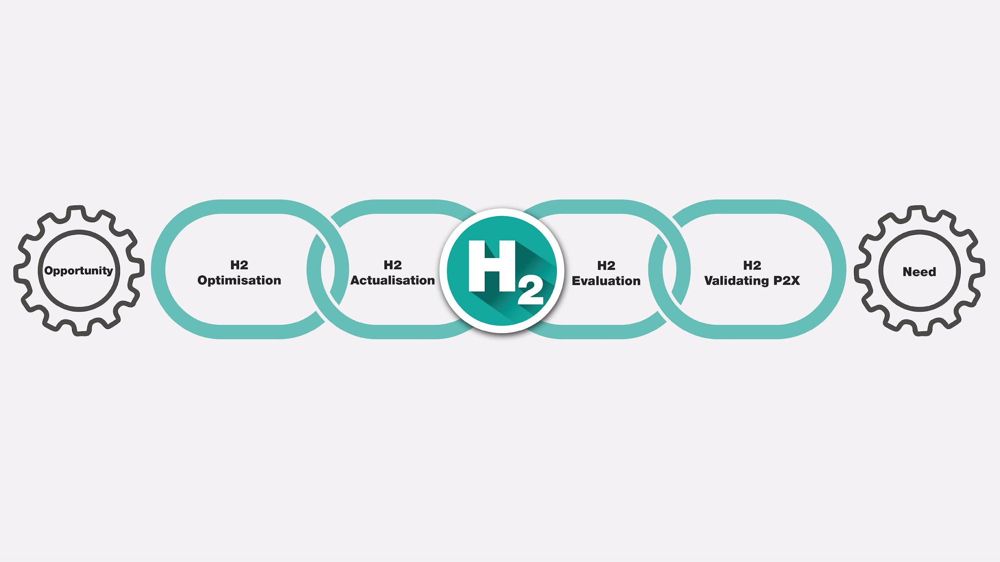 Opportunity
H2
Optimisation
H2
Actualisation
H2
H2
Evaluation
H2
Validating P2X
Need